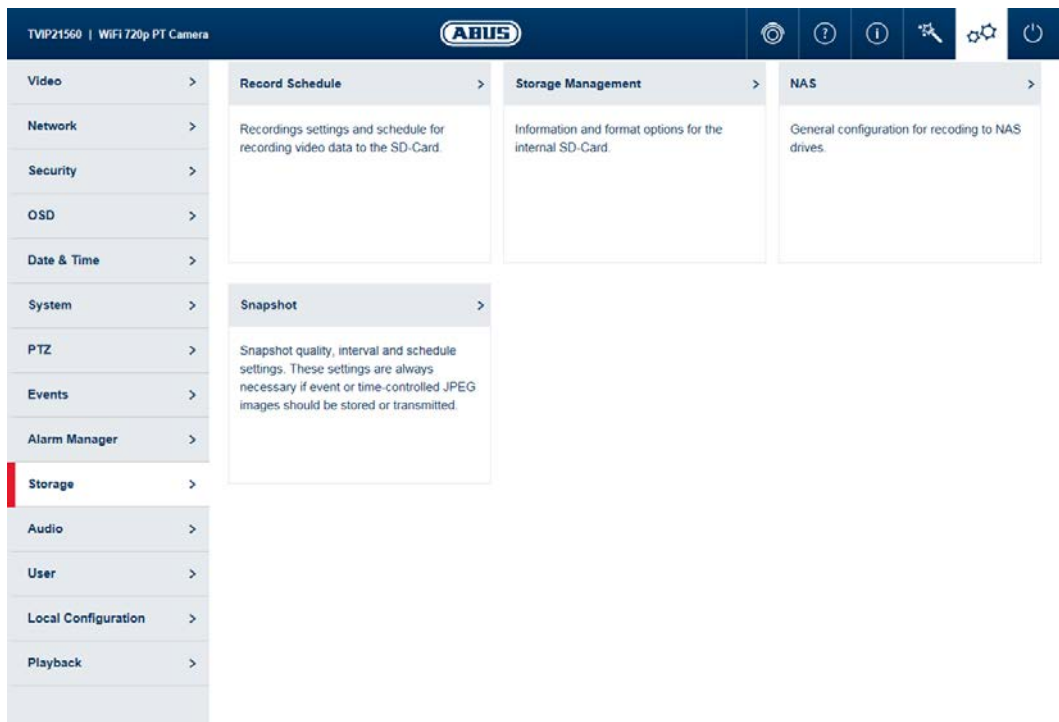 TVIP21560 | WiFi 720p PT Camera
ABUS
Video
Network
Security
OSD
Date & Time
System
PTZ
Events
Alarm Manager
Storage
Audio
User
Local Configuration
Playback
Record Schedule
Recordings settings and schedule for
recording video data to the SD-Card.
Storage Management
Information and format options for the
internal SD-Card.
NAS
General configuration for recoding to NAS
drives.
Snapshot
Snapshot quality, interval and schedule
settings. These settings are always
necessary if event or time-controlled JPEG
images should be stored or transmitted.